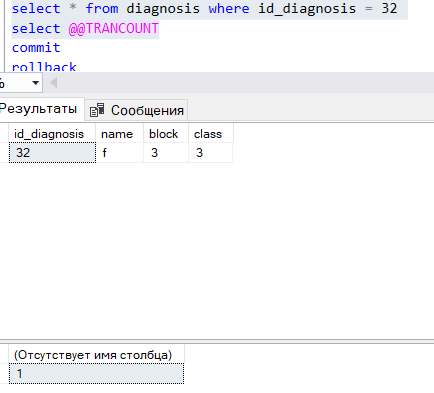 select * from diagnosis where id_diagnosis = 32
select @@TRANCOUNT
commit
rollback
%
Результаты Сообщения
id_diagnosis name block class
32 f 3 3
(Отсутствует имя столбца)
1